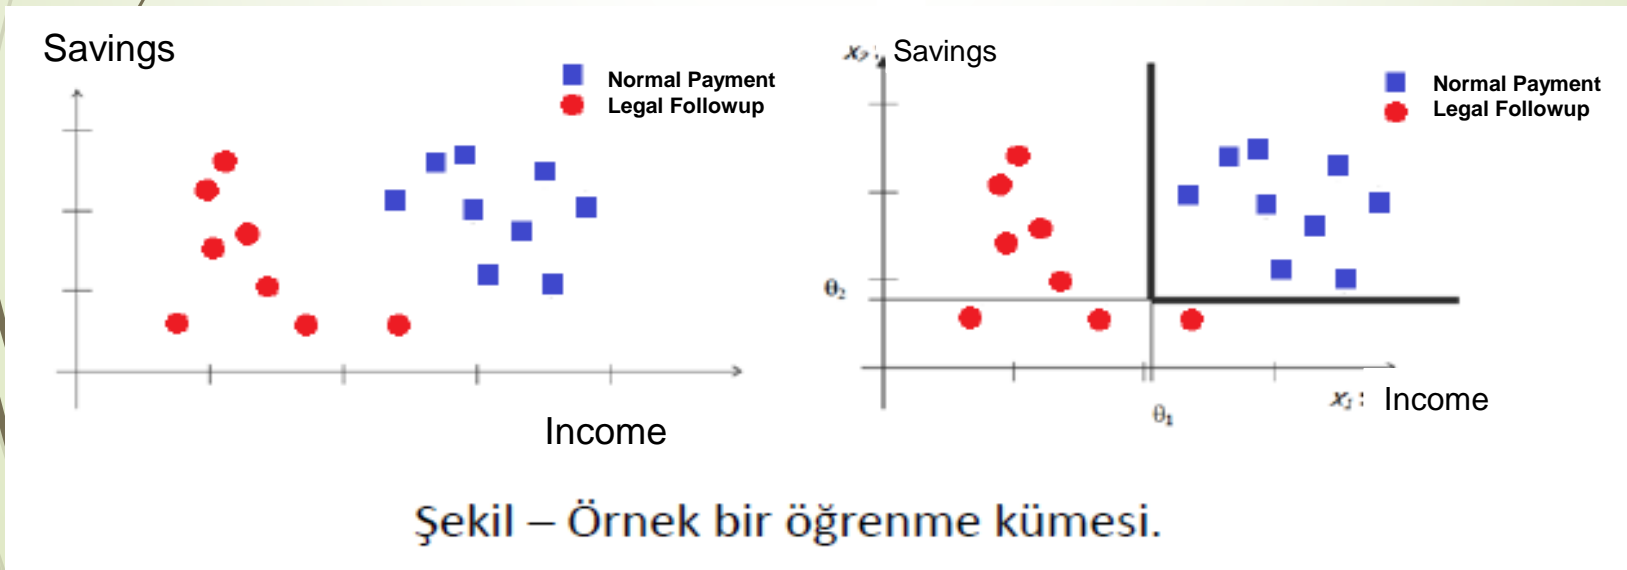 Savings
Normal Payment
Legal Followup
Income
x₂ :
Savings
Normal Payment
Legal Followup
θ₂
θ₁
x₁ :
Income
Şekil – Örnek bir öğrenme kümesi.